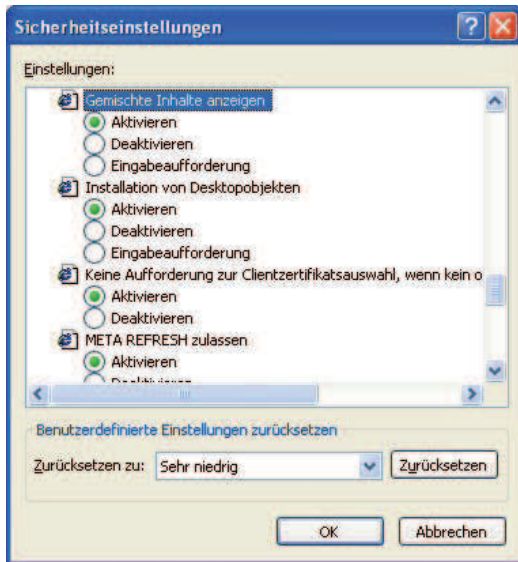 Sicherheitseinstellungen
Einstellungen:
Gemischte Inhalte anzeigen
Aktivieren
Deaktivieren
Eingabeaufforderung
Installation von Desktopobjekten
Aktivieren
Deaktivieren
Eingabeaufforderung
Keine Aufforderung zur Clientzertifikatsauswahl, wenn kein o
Aktivieren
Deaktivieren
META REFRESH zulassen
Aktivieren
Deaktivieren
Benutzerdefinierte Einstellungen zurücksetzen
Zurücksetzen zu: Sehr niedrig Zurücksetzen
OK Abbrechen